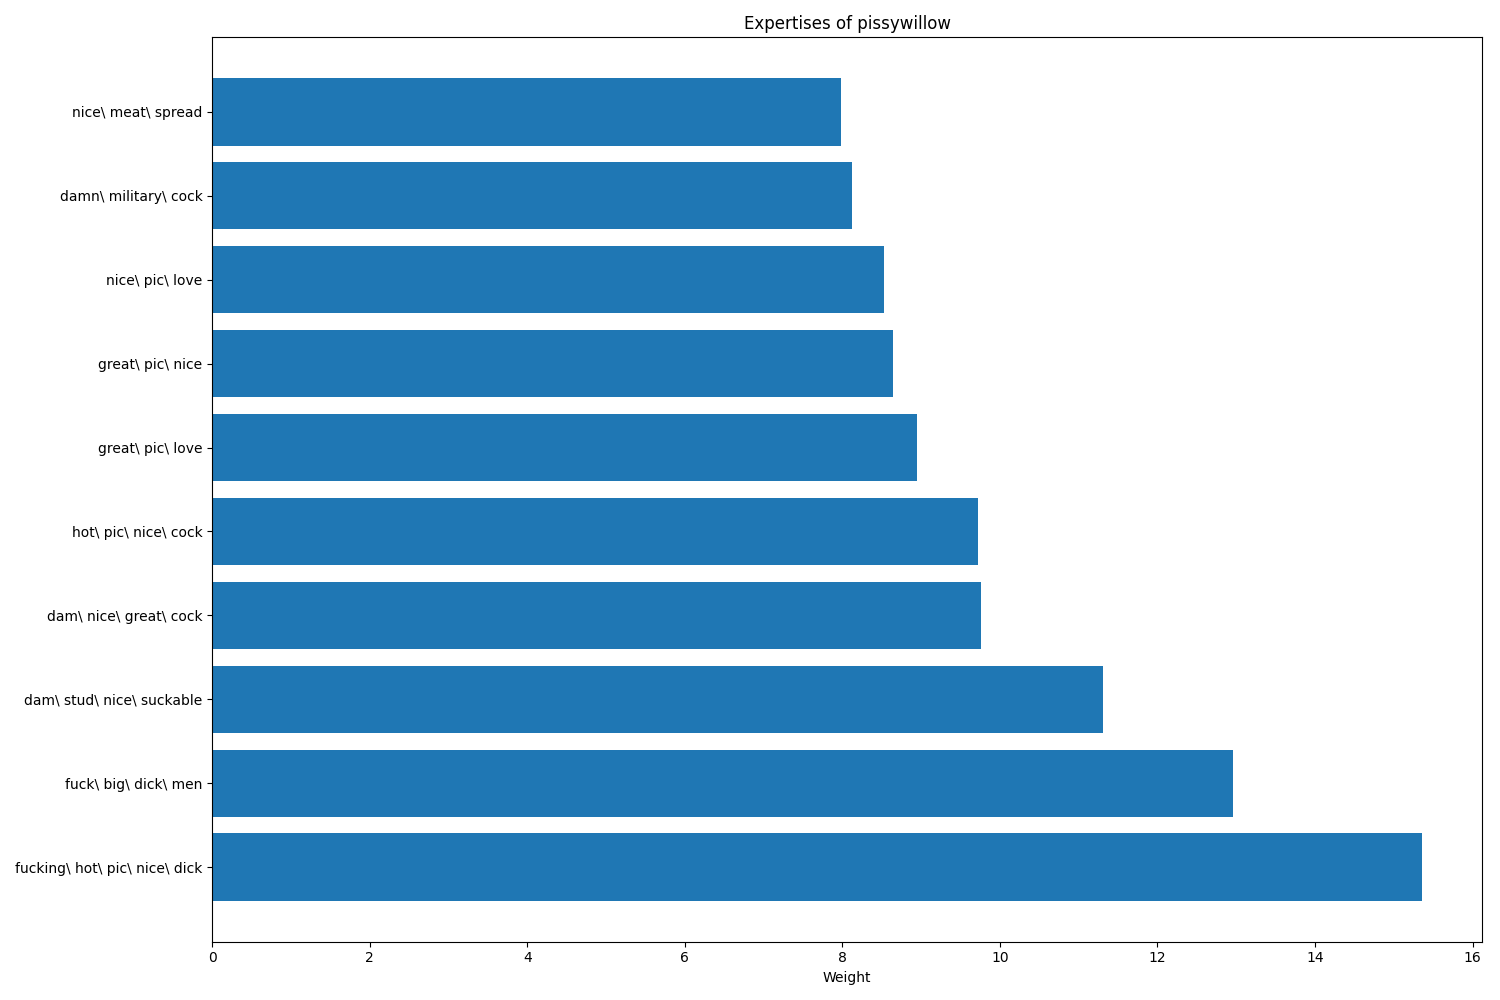 Expertises of pissywillow
nice\ meat\ spread
damn\ military\ cock
nice\ pic\ love
great\ pic\ nice
great\ pic\ love
hot\ pic\ nice\ cock
dam\ nice\ great\ cock
dam\ stud\ nice\ suckable
fuck\ big\ dick\ men
fucking\ hot\ pic\ nice\ dick
0 2 4 6 8 10 12 14 16
Weight